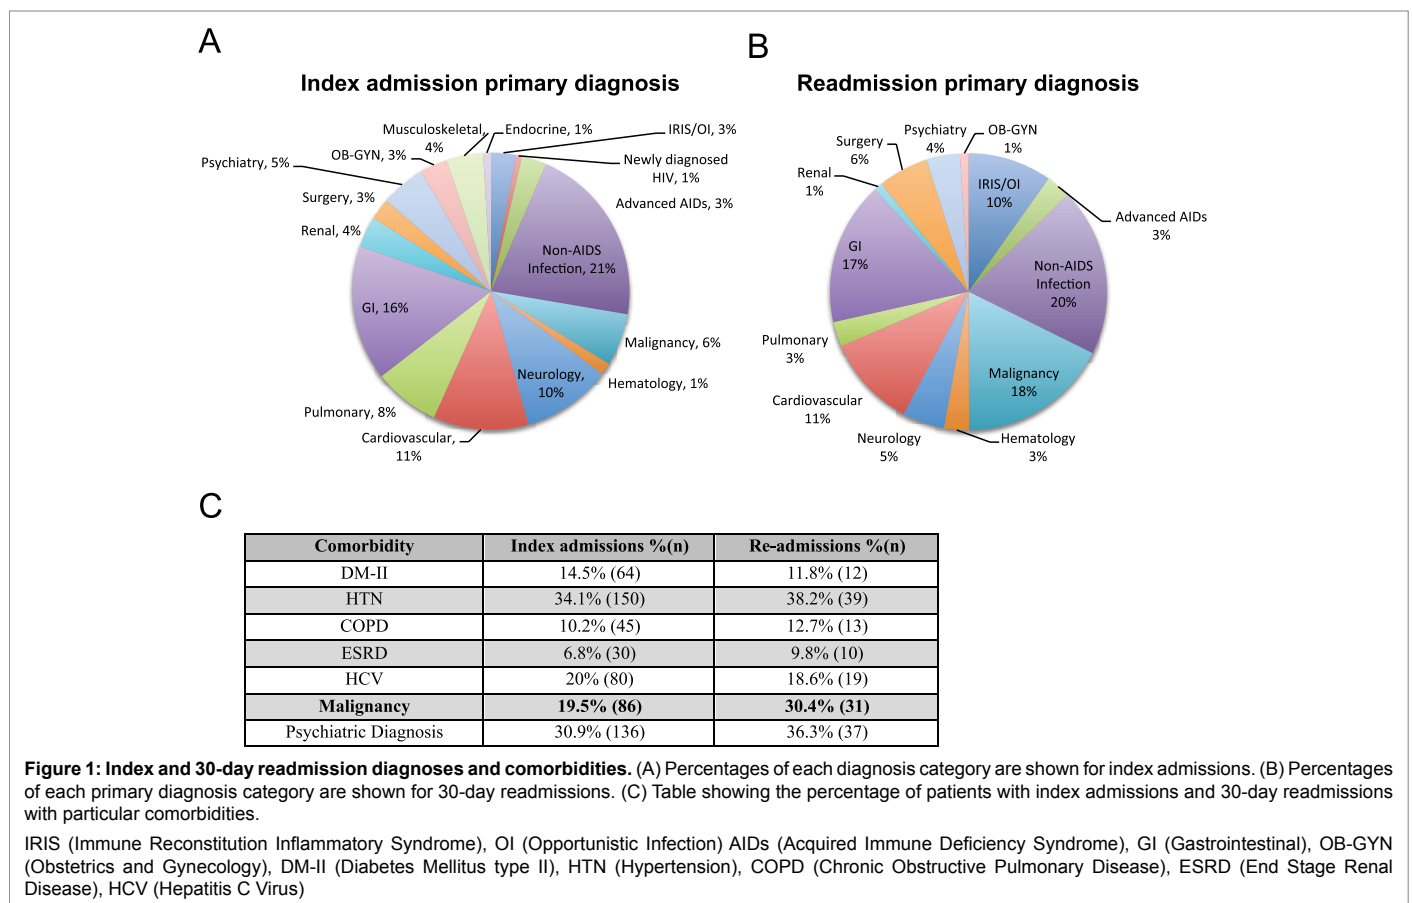 A
Index admission primary diagnosis
Musculoskeletal,
4%
Endocrine, 1%
IRIS/OI, 3%
OB-GYN, 3%
Newly diagnosed
HIV, 1%
Psychiatry, 5%
Advanced AIDs, 3%
Surgery, 3%
Renal, 4%
Non-AIDS
Infection, 21%
GI, 16%
Malignancy, 6%
Hematology, 1%
Neurology,
10%
Pulmonary, 8%
Cardiovascular,
11%
B
Readmission primary diagnosis
Psychiatry
4%
OB-GYN
1%
Surgery
6%
Renal
1%
IRIS/OI
10%
Advanced AIDs
3%
GI
17%
Non-AIDS
Infection
20%
Pulmonary
3%
Malignancy
18%
Cardiovascular
11%
Neurology
5%
Hematology
3%
C
Comorbidity Index admissions %(n) Re-admissions %(n)
DM-II 14.5% (64) 11.8% (12)
HTN 34.1% (150) 38.2% (39)
COPD 10.2% (45) 12.7% (13)
ESRD 6.8% (30) 9.8% (10)
HCV 20% (80) 18.6% (19)
Malignancy 19.5% (86) 30.4% (31)
Psychiatric Diagnosis 30.9% (136) 36.3% (37)
Figure 1: Index and 30-day readmission diagnoses and comorbidities. (A) Percentages of each diagnosis category are shown for index admissions. (B) Percentages
of each primary diagnosis category are shown for 30-day readmissions. (C) Table showing the percentage of patients with index admissions and 30-day readmissions
with particular comorbidities.
IRIS (Immune Reconstitution Inflammatory Syndrome), OI (Opportunistic Infection) AIDs (Acquired Immune Deficiency Syndrome), GI (Gastrointestinal), OB-GYN
(Obstetrics and Gynecology), DM-II (Diabetes Mellitus type II), HTN (Hypertension), COPD (Chronic Obstructive Pulmonary Disease), ESRD (End Stage Renal
Disease), HCV (Hepatitis C Virus)